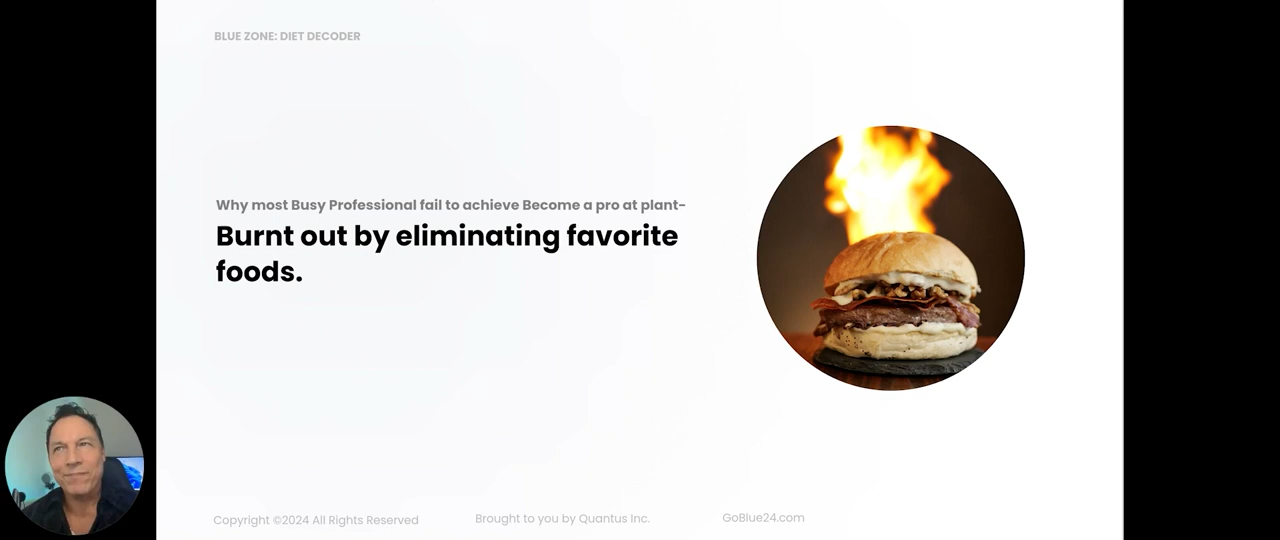 BLUE ZONE: DIET DECODER
Why most Busy Professional fail to achieve Become a pro at plant-
Burnt out by eliminating favorite
foods.
Copyright ©2024 All Rights Reserved
Brought to you by Quantus Inc.
GoBlue24.com